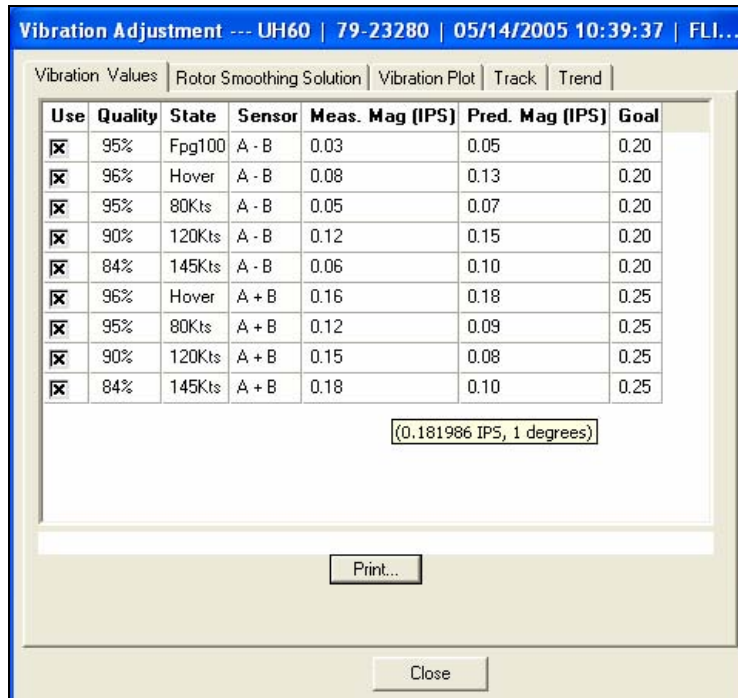 Vibration Adjustment --- UH60 | 79-23280 | 05/14/2005 10:39:37 | FLI...
Vibration Values Rotor Smoothing Solution Vibration Plot Track Trend
Use Quality State Sensor Meas. Mag (IPS) Pred. Mag (IPS) Goal
95% Fpg100 A - B 0.03 0.05 0.20
96% Hover A - B 0.08 0.13 0.20
95% 80Kts A - B 0.05 0.07 0.20
90% 120Kts A - B 0.12 0.15 0.20
84% 145Kts A - B 0.06 0.10 0.20
96% Hover A + B 0.16 0.18 0.25
95% 80Kts A + B 0.12 0.09 0.25
90% 120Kts A + B 0.15 0.08 0.25
84% 145Kts A + B 0.18 0.10 0.25
(0.181986 IPS, 1 degrees)
Print...
Close